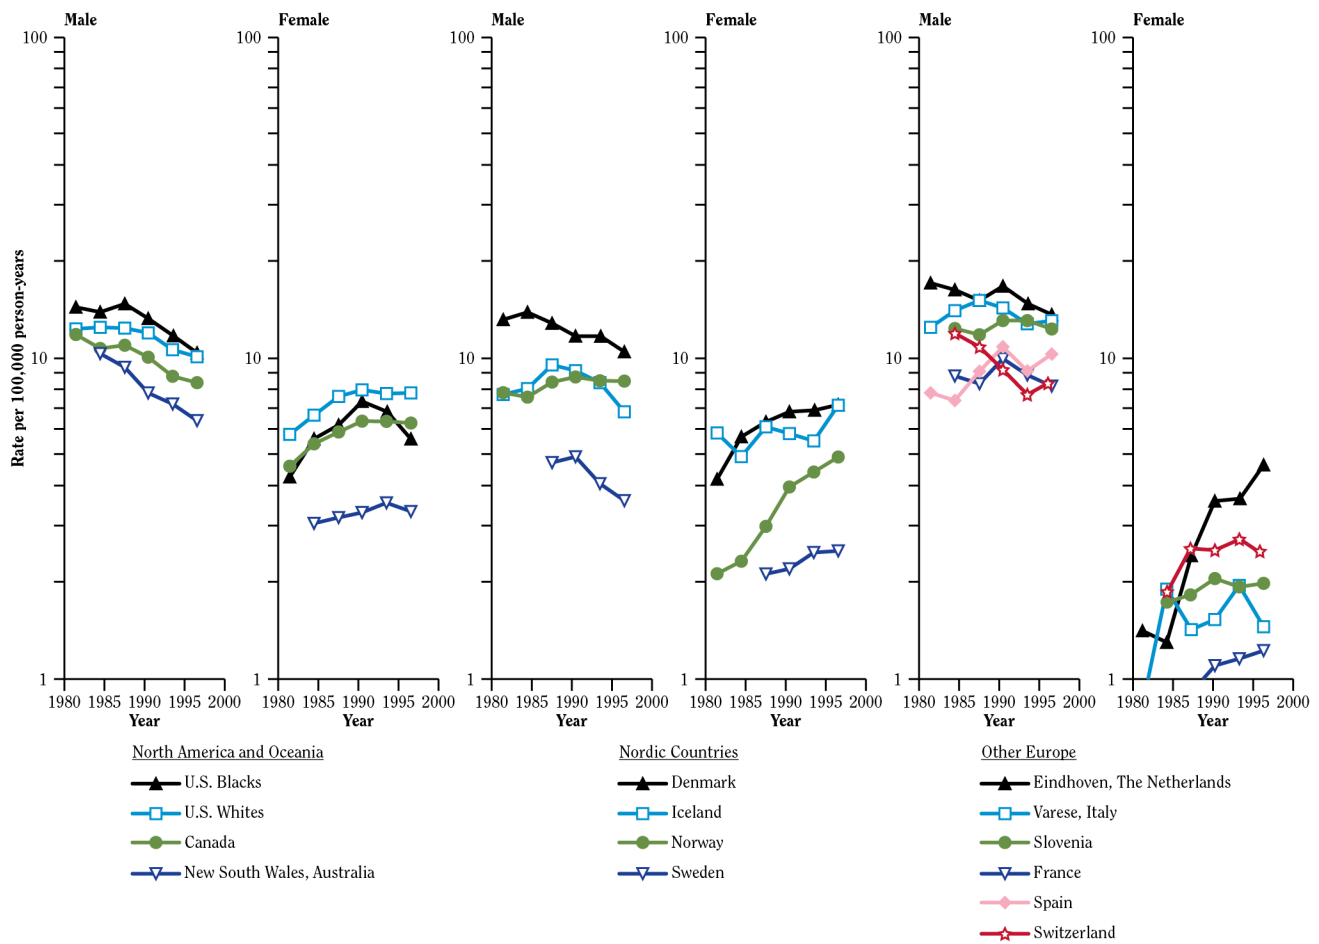 Male Female Male Female Male Female
100 100 100 100 100 100
10 10 10 10 10 10
1 1 1 1 1 1
Rate per 100,000 person-years
1980 1985 1990 1995 2000 1980 1985 1990 1995 2000 1980 1985 1990 1995 2000 1980 1985 1990 1995 2000 1980 1985 1990 1995 2000 1980 1985 1990 1995 2000
Year Year Year Year Year Year
North America and Oceania
U.S. Blacks
U.S. Whites
Canada
New South Wales, Australia
Nordic Countries
Denmark
Iceland
Norway
Sweden
Other Europe
Eindhoven, The Netherlands
Varese, Italy
Slovenia
France
Spain
Switzerland